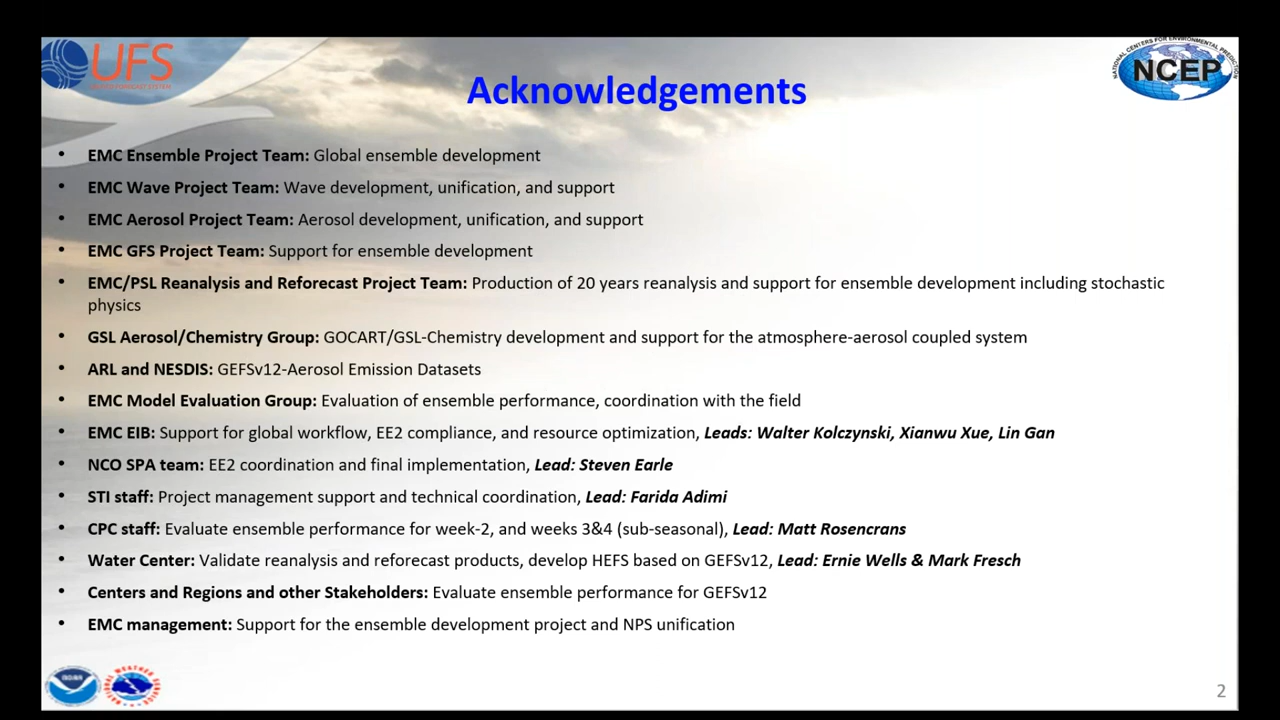 UFS
NATIONAL CENTERS FOR ENVIRONMENTAL PREDICTION
NCEP
Acknowledgements
• EMC Ensemble Project Team: Global ensemble development
• EMC Wave Project Team: Wave development, unification, and support
• EMC Aerosol Project Team: Aerosol development, unification, and support
• EMC GFS Project Team: Support for ensemble development
• EMC/PSL Reanalysis and Reforecast Project Team: Production of 20 years reanalysis and support for ensemble development including stochastic
physics
• GSL Aerosol/Chemistry Group: GOCART/GSL-Chemistry development and support for the atmosphere-aerosol coupled system
• ARL and NESDIS: GEFSv12-Aerosol Emission Datasets
• EMC Model Evaluation Group: Evaluation of ensemble performance, coordination with the field
• EMC EIB: Support for global workflow, EE2 compliance, and resource optimization, Leads: Walter Kolczynski, Xianwu Xue, Lin Gan
• NCO SPA team: EE2 coordination and final implementation, Lead: Steven Earle
• STI staff: Project management support and technical coordination, Lead: Farida Adimi
• CPC staff: Evaluate ensemble performance for week-2, and weeks 3&4 (sub-seasonal), Lead: Matt Rosencrans
• Water Center: Validate reanalysis and reforecast products, develop HEFS based on GEFSv12, Lead: Ernie Wells & Mark Fresch
• Centers and Regions and other Stakeholders: Evaluate ensemble performance for GEFSv12
• EMC management: Support for the ensemble development project and NPS unification
2